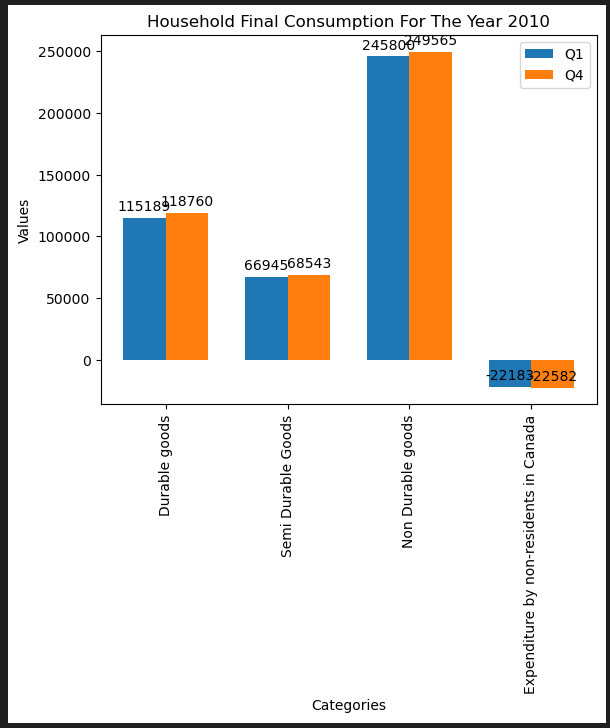 Household Final Consumption For The Year 2010
Q1
Q4
Values
250000
200000
150000
100000
50000
0
115189
118760
66945
68543
245800
249565
-22183
-22582
Durable goods
Semi Durable Goods
Non Durable goods
Expenditure by non-residents in Canada
Categories